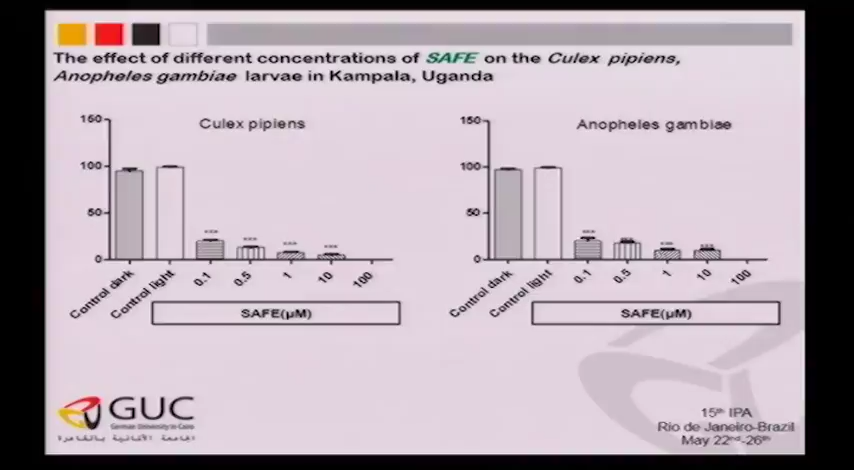 The effect of different concentrations of SAFE on the Culex pipiens,
Anopheles gambiae larvae in Kampala, Uganda
150
100
50
0
Culex pipiens
***
***
***
***
Control dark
Control light
0.1
0.5
1
10
100
SAFE(µM)
150
100
50
0
Anopheles gambiae
***
***
***
***
Control dark
Control light
0.1
0.5
1
10
100
SAFE(µM)
GUC
German University in Cairo
الجامعة الألمانية بالقاهرة
15th IPA
Rio de Janeiro-Brazil
May 22nd-26th